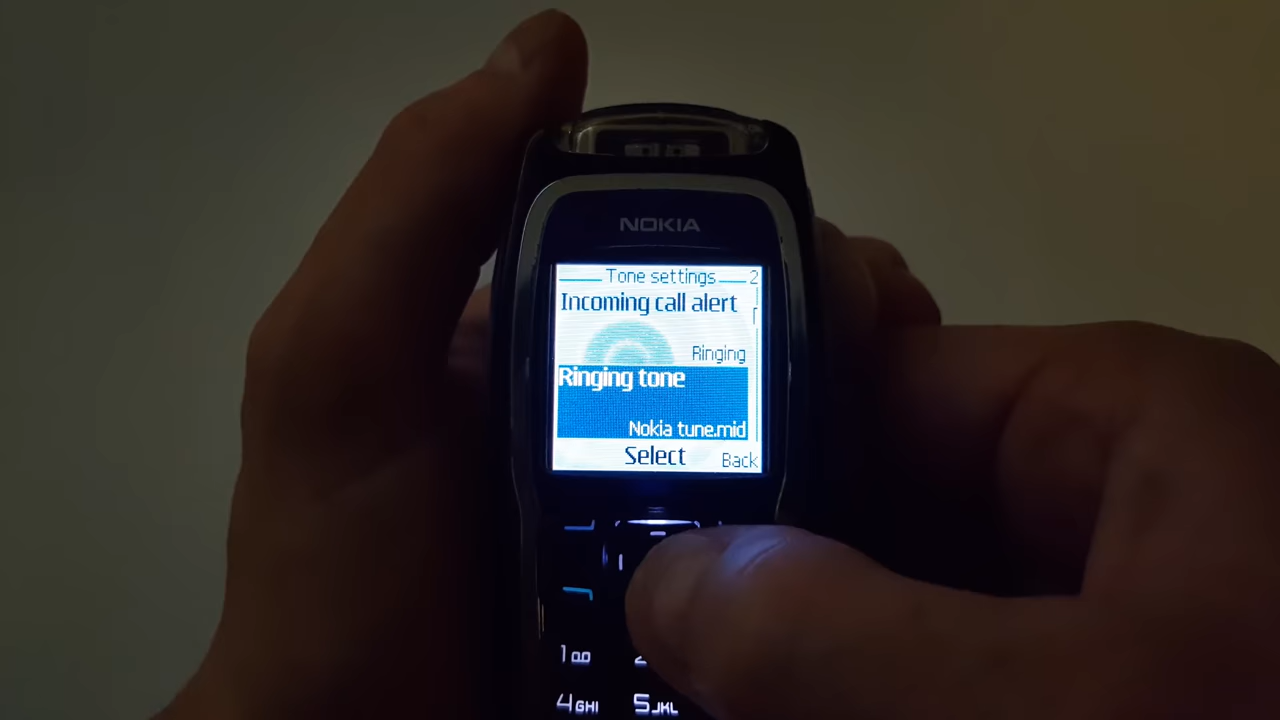 NOKIA
Tone settings 2
Incoming call alert
Ringing
Ringing tone
Nokia tune.mid
Select Back
1
4GHI 5JKL